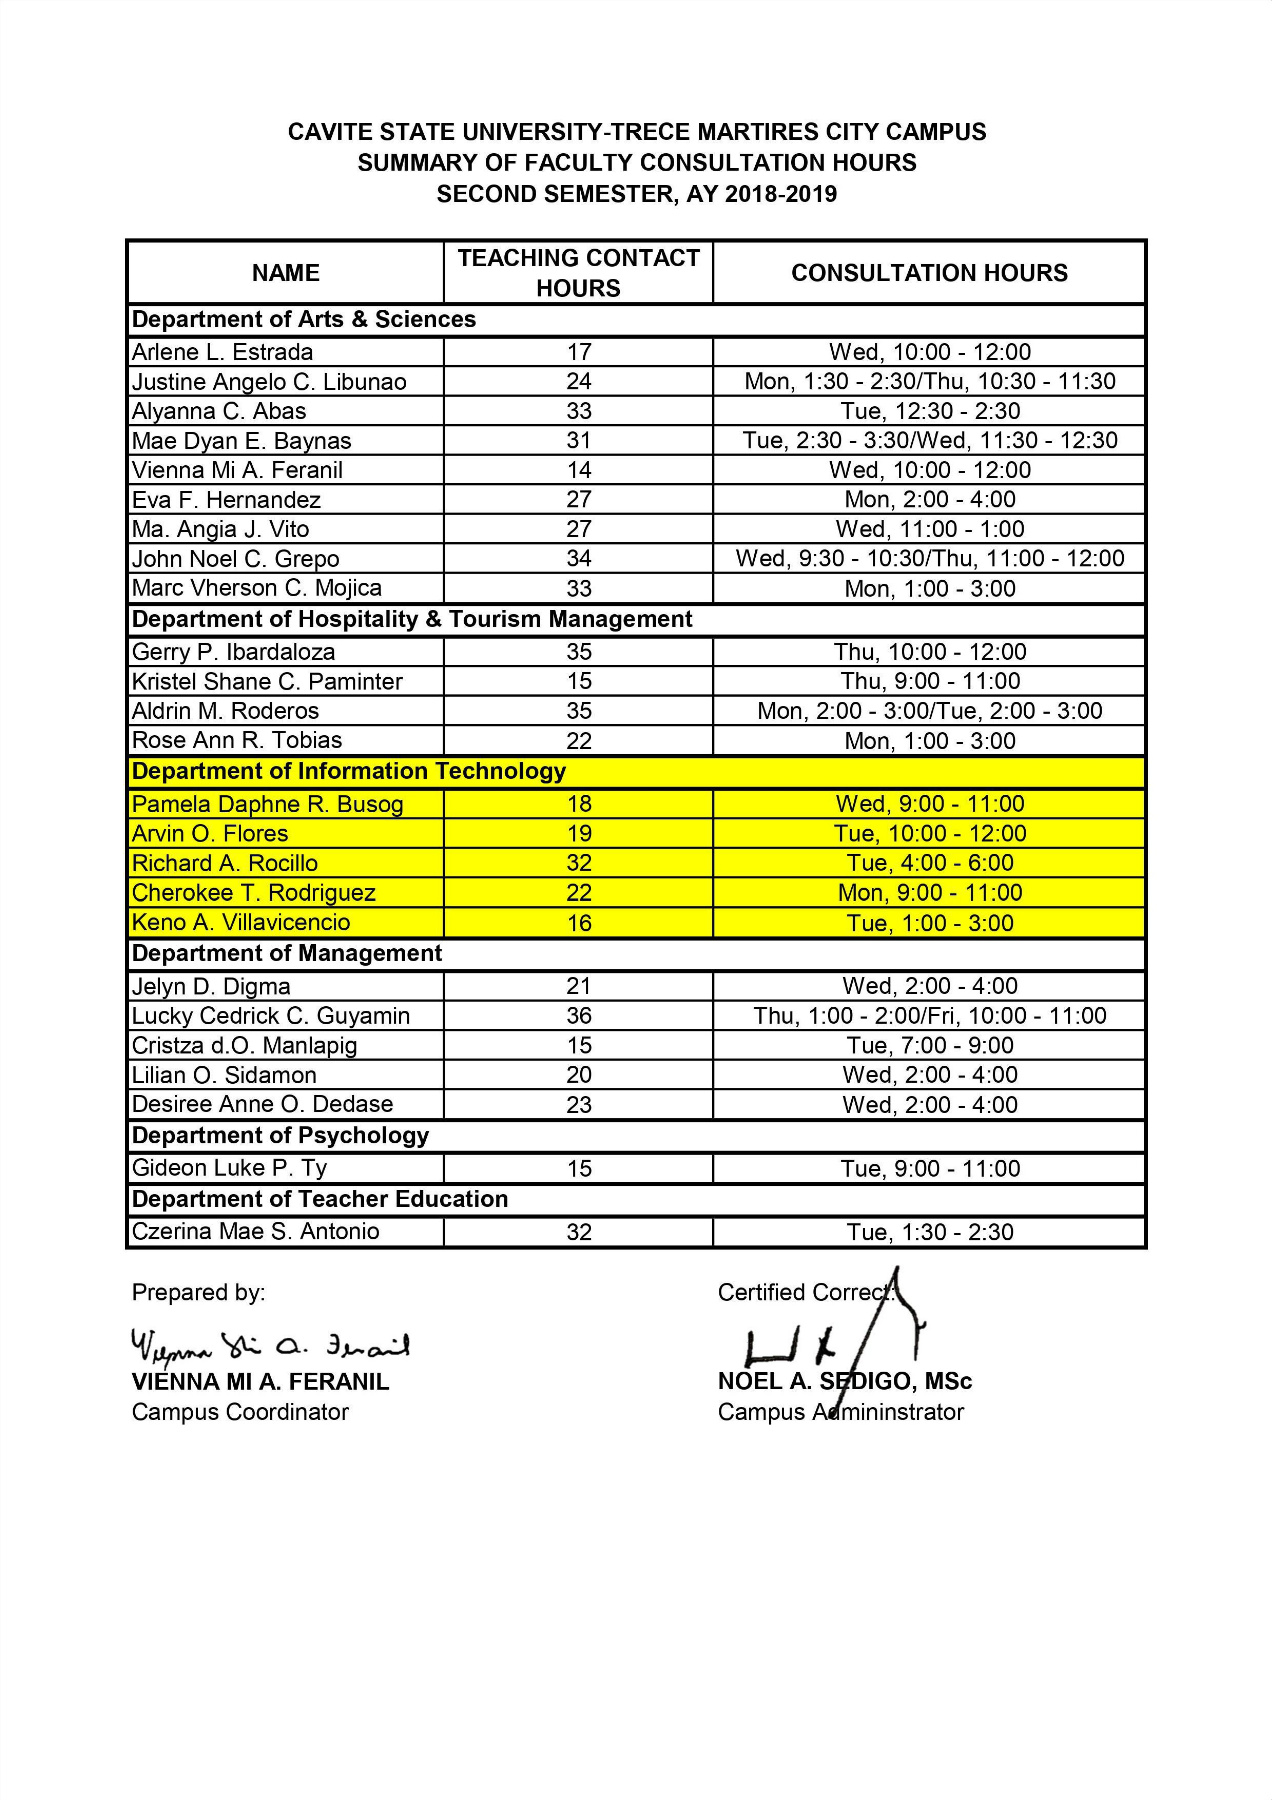 CAVITE STATE UNIVERSITY-TRECE MARTIRES CITY CAMPUS
SUMMARY OF FACULTY CONSULTATION HOURS
SECOND SEMESTER, AY 2018-2019
NAME TEACHING CONTACT HOURS CONSULTATION HOURS
Department of Arts & Sciences
Arlene L. Estrada 17 Wed, 10:00 - 12:00
Justine Angelo C. Libunao 24 Mon, 1:30 - 2:30/Thu, 10:30 - 11:30
Alyanna C. Abas 33 Tue, 12:30 - 2:30
Mae Dyan E. Baynas 31 Tue, 2:30 - 3:30/Wed, 11:30 - 12:30
Vienna Mi A. Feranil 14 Wed, 10:00 - 12:00
Eva F. Hernandez 27 Mon, 2:00 - 4:00
Ma. Angia J. Vito 27 Wed, 11:00 - 1:00
John Noel C. Grepo 34 Wed, 9:30 - 10:30/Thu, 11:00 - 12:00
Marc Vherson C. Mojica 33 Mon, 1:00 - 3:00
Department of Hospitality & Tourism Management
Gerry P. Ibardaloza 35 Thu, 10:00 - 12:00
Kristel Shane C. Paminter 15 Thu, 9:00 - 11:00
Aldrin M. Roderos 35 Mon, 2:00 - 3:00/Tue, 2:00 - 3:00
Rose Ann R. Tobias 22 Mon, 1:00 - 3:00
Department of Information Technology
Pamela Daphne R. Busog 18 Wed, 9:00 - 11:00
Arvin O. Flores 19 Tue, 10:00 - 12:00
Richard A. Rocillo 32 Tue, 4:00 - 6:00
Cherokee T. Rodriguez 22 Mon, 9:00 - 11:00
Keno A. Villavicencio 16 Tue, 1:00 - 3:00
Department of Management
Jelyn D. Digma 21 Wed, 2:00 - 4:00
Lucky Cedrick C. Guyamin 36 Thu, 1:00 - 2:00/Fri, 10:00 - 11:00
Cristza d.O. Manlapig 15 Tue, 7:00 - 9:00
Lilian O. Sidamon 20 Wed, 2:00 - 4:00
Desiree Anne O. Dedase 23 Wed, 2:00 - 4:00
Department of Psychology
Gideon Luke P. Ty 15 Tue, 9:00 - 11:00
Department of Teacher Education
Czerina Mae S. Antonio 32 Tue, 1:30 - 2:30
Prepared by: Certified Correct:
Vienna Mi A. Feranil
VIENNA MI A. FERANIL NOEL A. SEDIGO, MSc
Campus Coordinator Campus Admininstrator